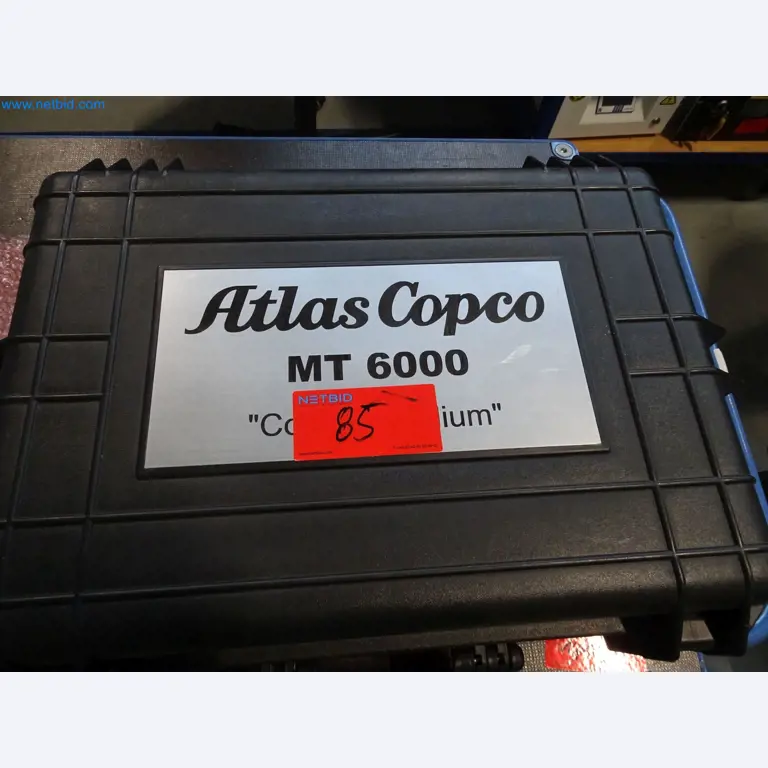 www.netbid.com
Atlas Copco
MT 6000
NETBID
"Co ium"
85